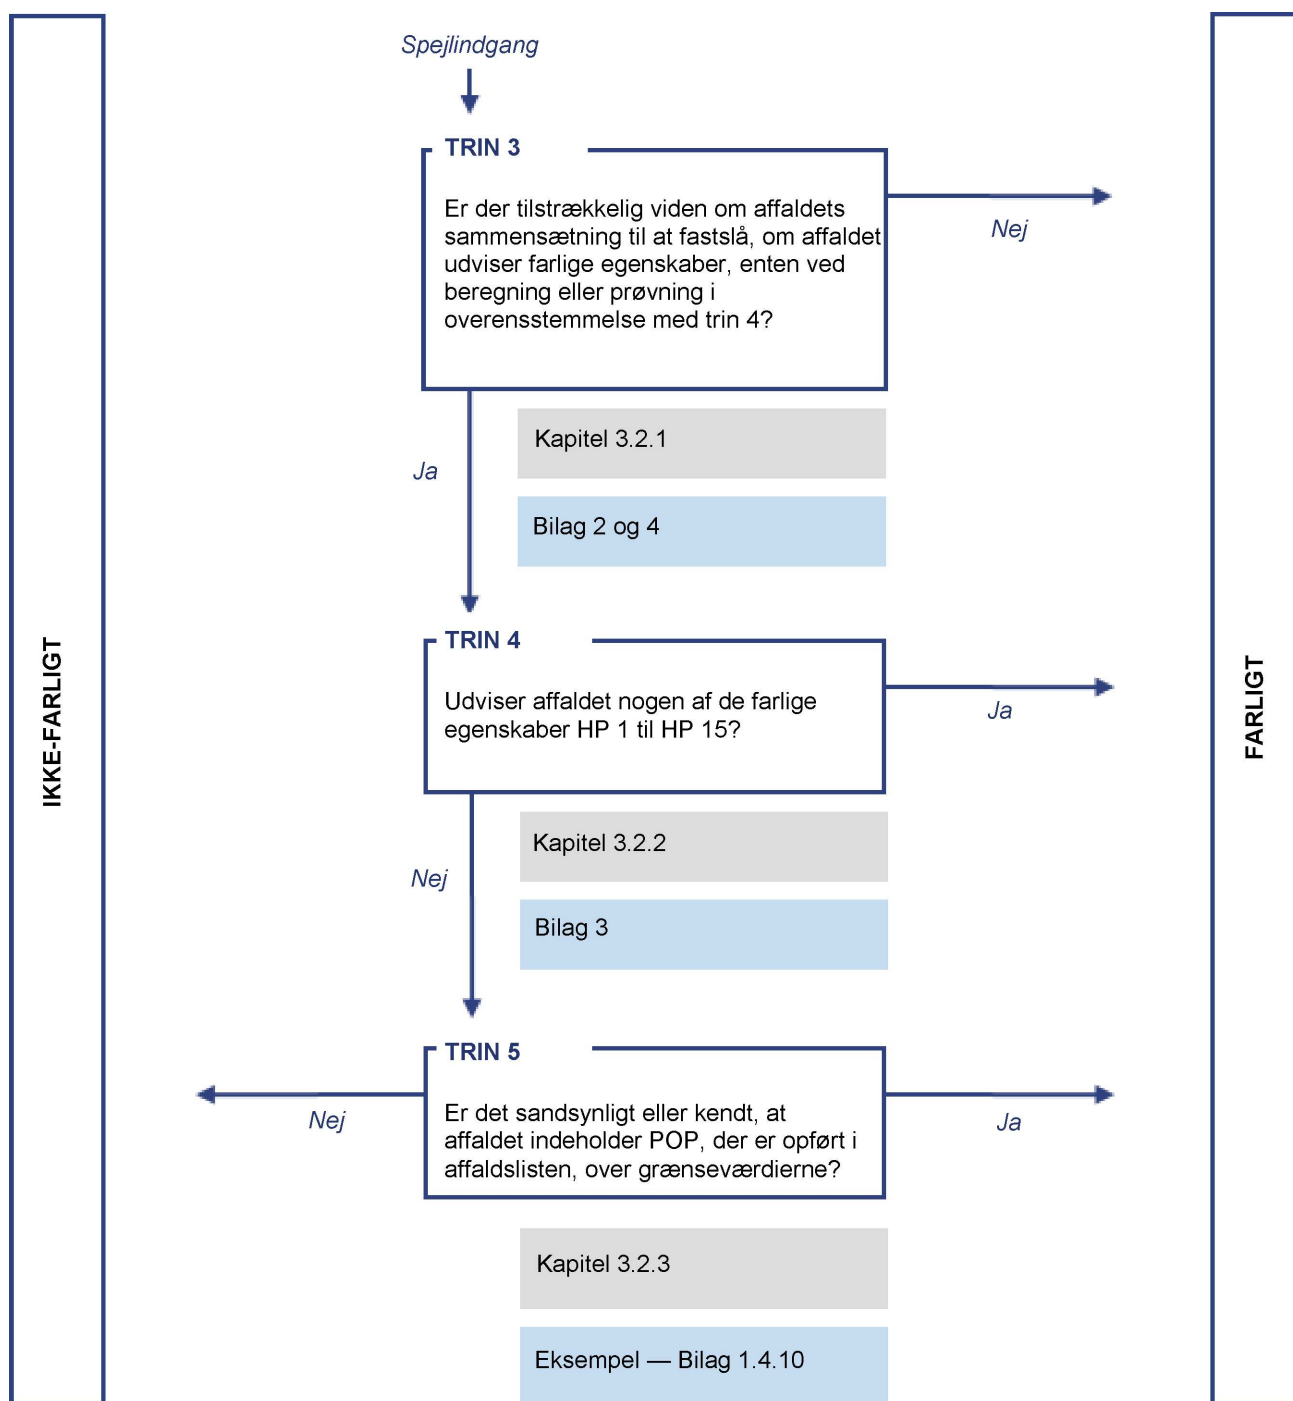 Spejlindgang
TRIN 3
Er der tilstrækkelig viden om affaldets
sammensætning til at fastslå, om affaldet
udviser farlige egenskaber, enten ved
beregning eller prøvning i
overensstemmelse med trin 4?
Nej
Ja
Kapitel 3.2.1
Bilag 2 og 4
TRIN 4
Udviser affaldet nogen af de farlige
egenskaber HP 1 til HP 15?
Ja
Nej
Kapitel 3.2.2
Bilag 3
TRIN 5
Er det sandsynligt eller kendt, at
affaldet indeholder POP, der er opført i
affaldslisten, over grænseværdierne?
Nej
Ja
Kapitel 3.2.3
Eksempel — Bilag 1.4.10
IKKE-FARLIGT
FARLIGT